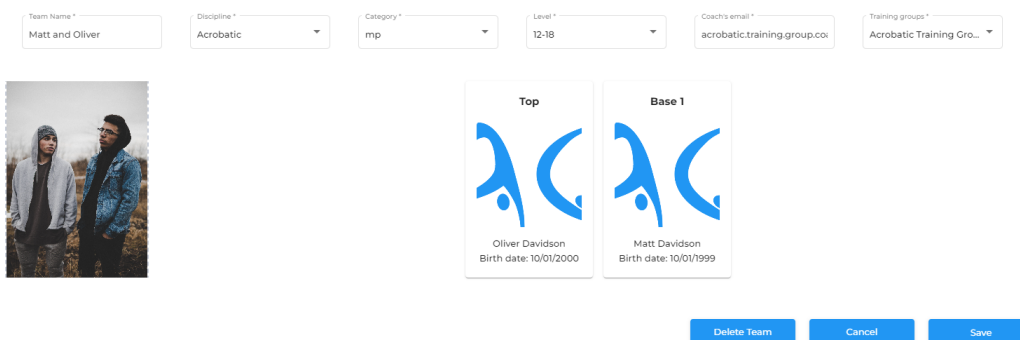 Team Name *
Matt and Oliver
Discipline *
Acrobatic
Category *
mp
Level *
12-18
Coach's email *
acrobatic.training.group.co
Training groups *
Acrobatic Training Gro...
Top
Oliver Davidson
Birth date: 10/01/2000
Base 1
Matt Davidson
Birth date: 10/01/1999
Delete Team
Cancel
Save